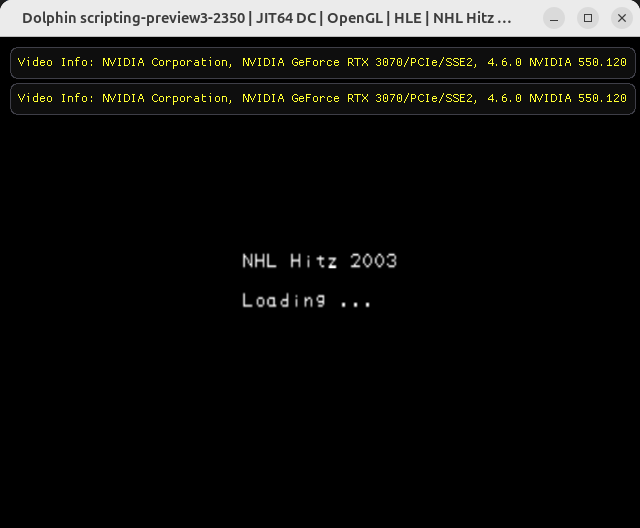 Dolphin scripting-preview3-2350 | JIT64 DC | OpenGL | HLE | NHL Hitz ...
Video Info: NVIDIA Corporation, NVIDIA GeForce RTX 3070/PCIe/SSE2, 4.6.0 NVIDIA 550.120
Video Info: NVIDIA Corporation, NVIDIA GeForce RTX 3070/PCIe/SSE2, 4.6.0 NVIDIA 550.120
NHL Hitz 2003
Loading ...